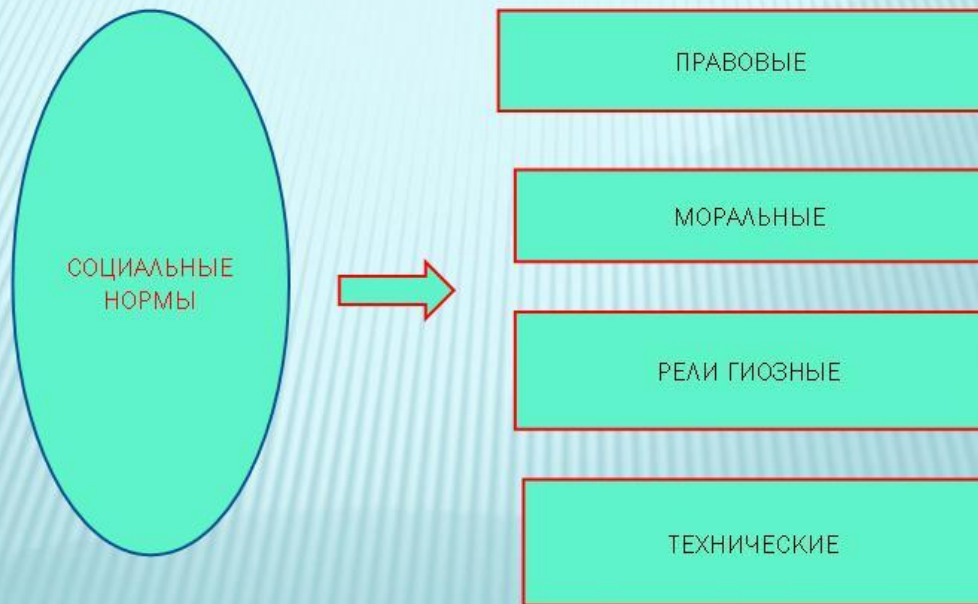 СОЦИАЛЬНЫЕ
НОРМЫ
ПРАВОВЫЕ
МОРАЛЬНЫЕ
РЕЛИ ГИОЗНЫЕ
ТЕХНИЧЕСКИЕ